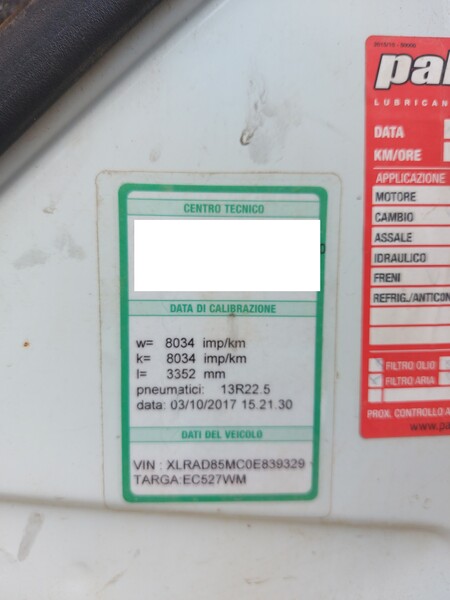 CENTRO TECNICO
DATA DI CALIBRAZIONE
w= 8034 imp/km
k= 8034 imp/km
l= 3352 mm
pneumatici: 13R22.5
data: 03/10/2017 15.21.30
DATI DEL VEICOLO
VIN : XLRAD85MC0E839329
TARGA:EC527WM
pa
LUBRICAN
DATA
KM/ORE
APPLICAZIONE
MOTORE
CAMBIO
ASSALE
IDRAULICO
FRENI
REFRIG./ANTICON
FILTRO OLIO
FILTRO ARIA
PROX. CONTROLLO A
www.pa